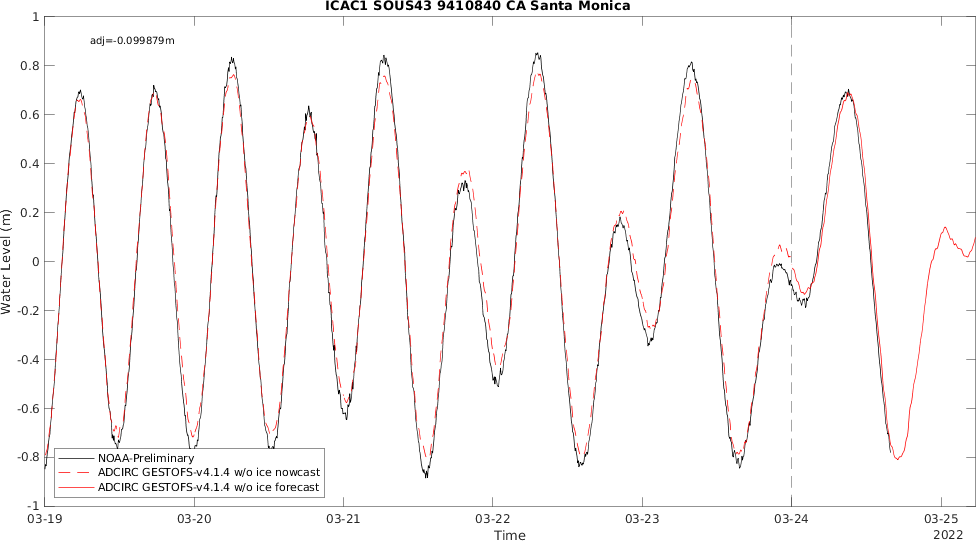 ICAC1 SOUS43 9410840 CA Santa Monica
adj=-0.099879m
1
0.8
0.6
0.4
0.2
0
-0.2
-0.4
-0.6
-0.8
-1
Water Level (m)
NOAA-Preliminary
ADCIRC GESTOFS-v4.1.4 w/o ice nowcast
ADCIRC GESTOFS-v4.1.4 w/o ice forecast
03-19 03-20 03-21 03-22 03-23 03-24 03-25
Time
2022